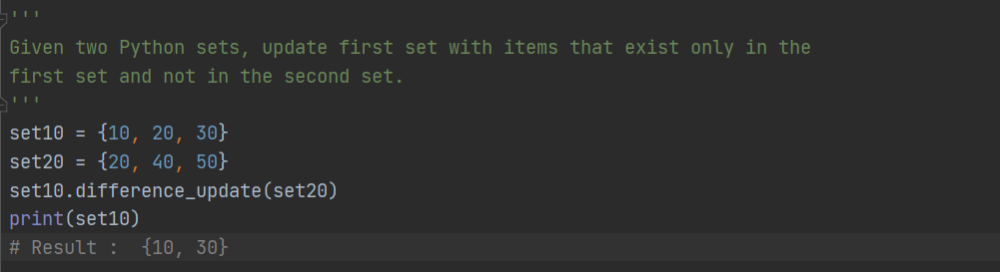 '''
Given two Python sets, update first set with items that exist only in the
first set and not in the second set.
'''
set10 = {10, 20, 30}
set20 = {20, 40, 50}
set10.difference_update(set20)
print(set10)
# Result :  {10, 30}